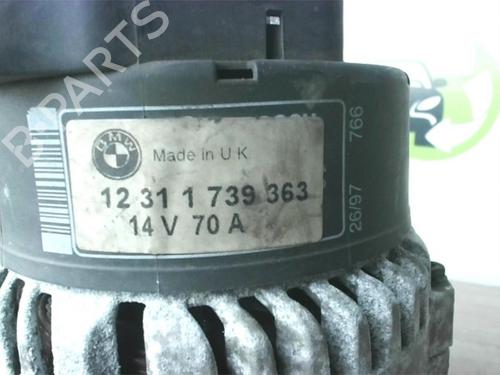 BPARTS
BMW
Made in U K
12 31 1 739 363
14 V 70 A
26/97 766